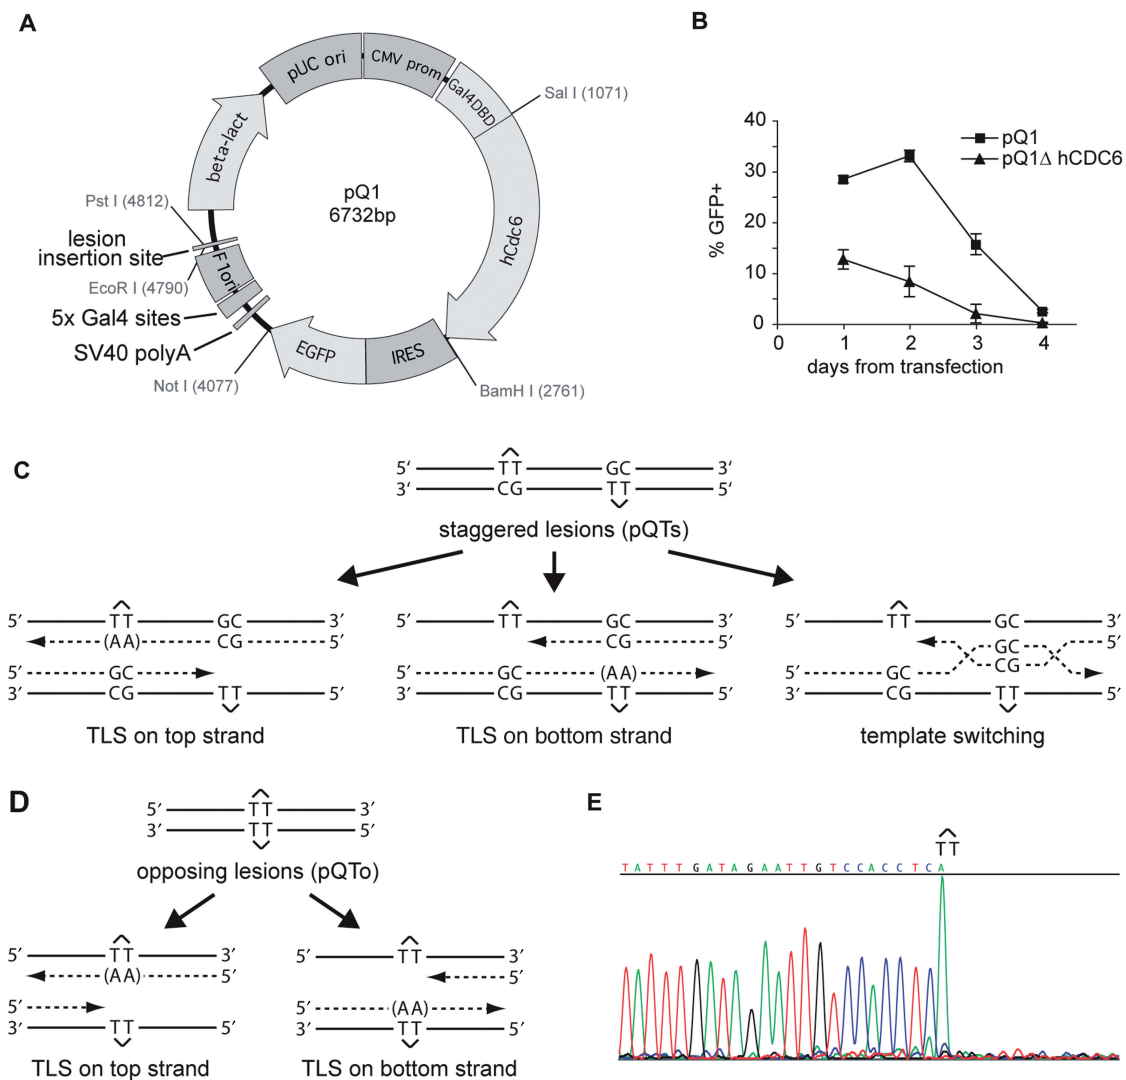 A
pUC ori
CMV prom
Gal4DBD
Sal I (1071)
beta-lact
pQ1
6732bp
hCdc6
Pst I (4812)
lesion
insertion site
F1ori
EcoR I (4790)
5x Gal4 sites
SV40 polyA
EGFP
IRES
Not I (4077)
BamH I (2761)
B
40
30
20
10
0
% GFP+
pQ1
pQ1Δ hCDC6
0 1 2 3 4
days from transfection
C
5' TT GC 3'
3' CG TT 5'
staggered lesions (pQTs)
5' TT GC 3'
(AA) CG 5'
5' GC
3' CG TT 5'
TLS on top strand
5' TT GC 3'
CG 5'
5' GC (AA)
3' CG TT 5'
TLS on bottom strand
5' TT GC 3'
GC 5'
CG
5' GC
3' CG TT 5'
template switching
D
5' TT 3'
3' TT 5'
opposing lesions (pQTo)
5' TT 3'
(AA) 5'
5'
3' TT 5'
TLS on top strand
5' TT 3'
5'
5' (AA)
3' TT 5'
TLS on bottom strand
E
TT
T A T T T G A T A G A A T T G T C C A C C T C A